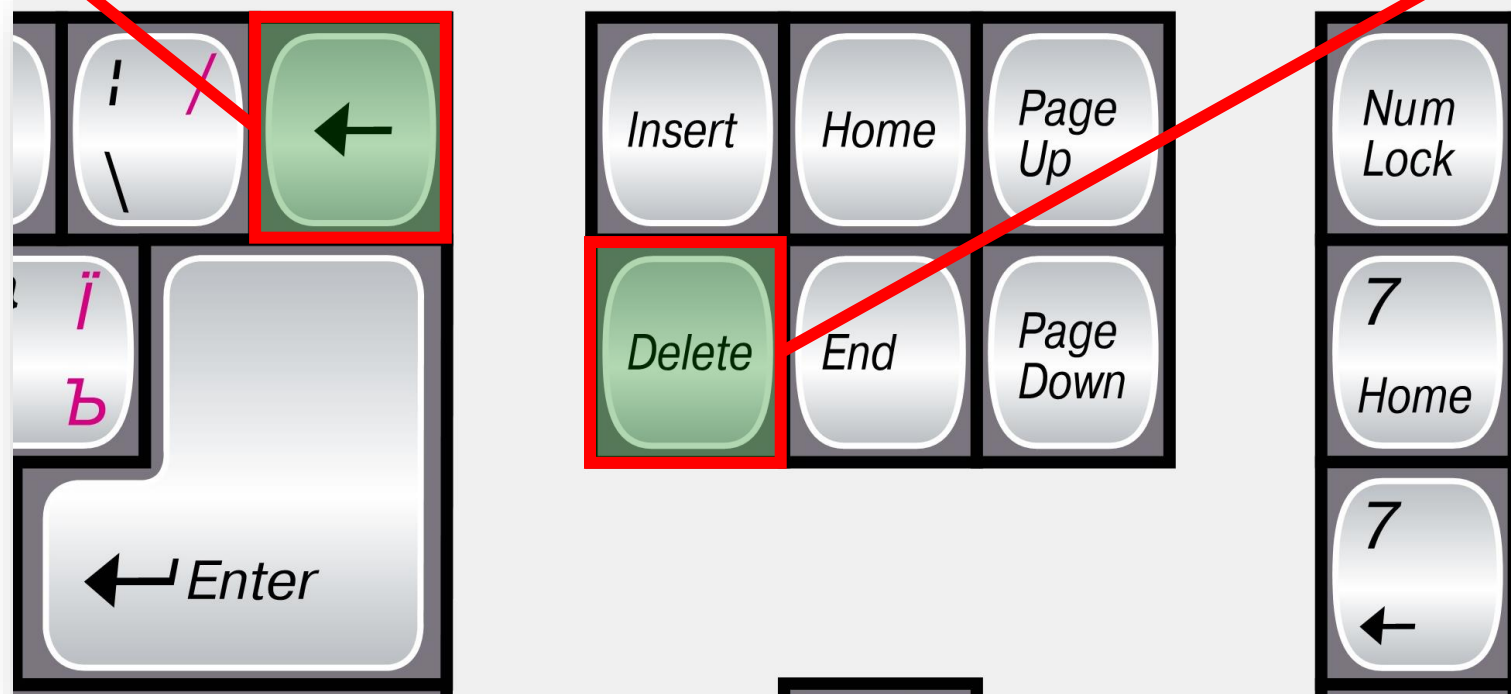 ¦ /
\
←
Insert
Home
Page
Up
Num
Lock
Ї
Ъ
Delete
End
Page
Down
7
Home
Enter
7
←